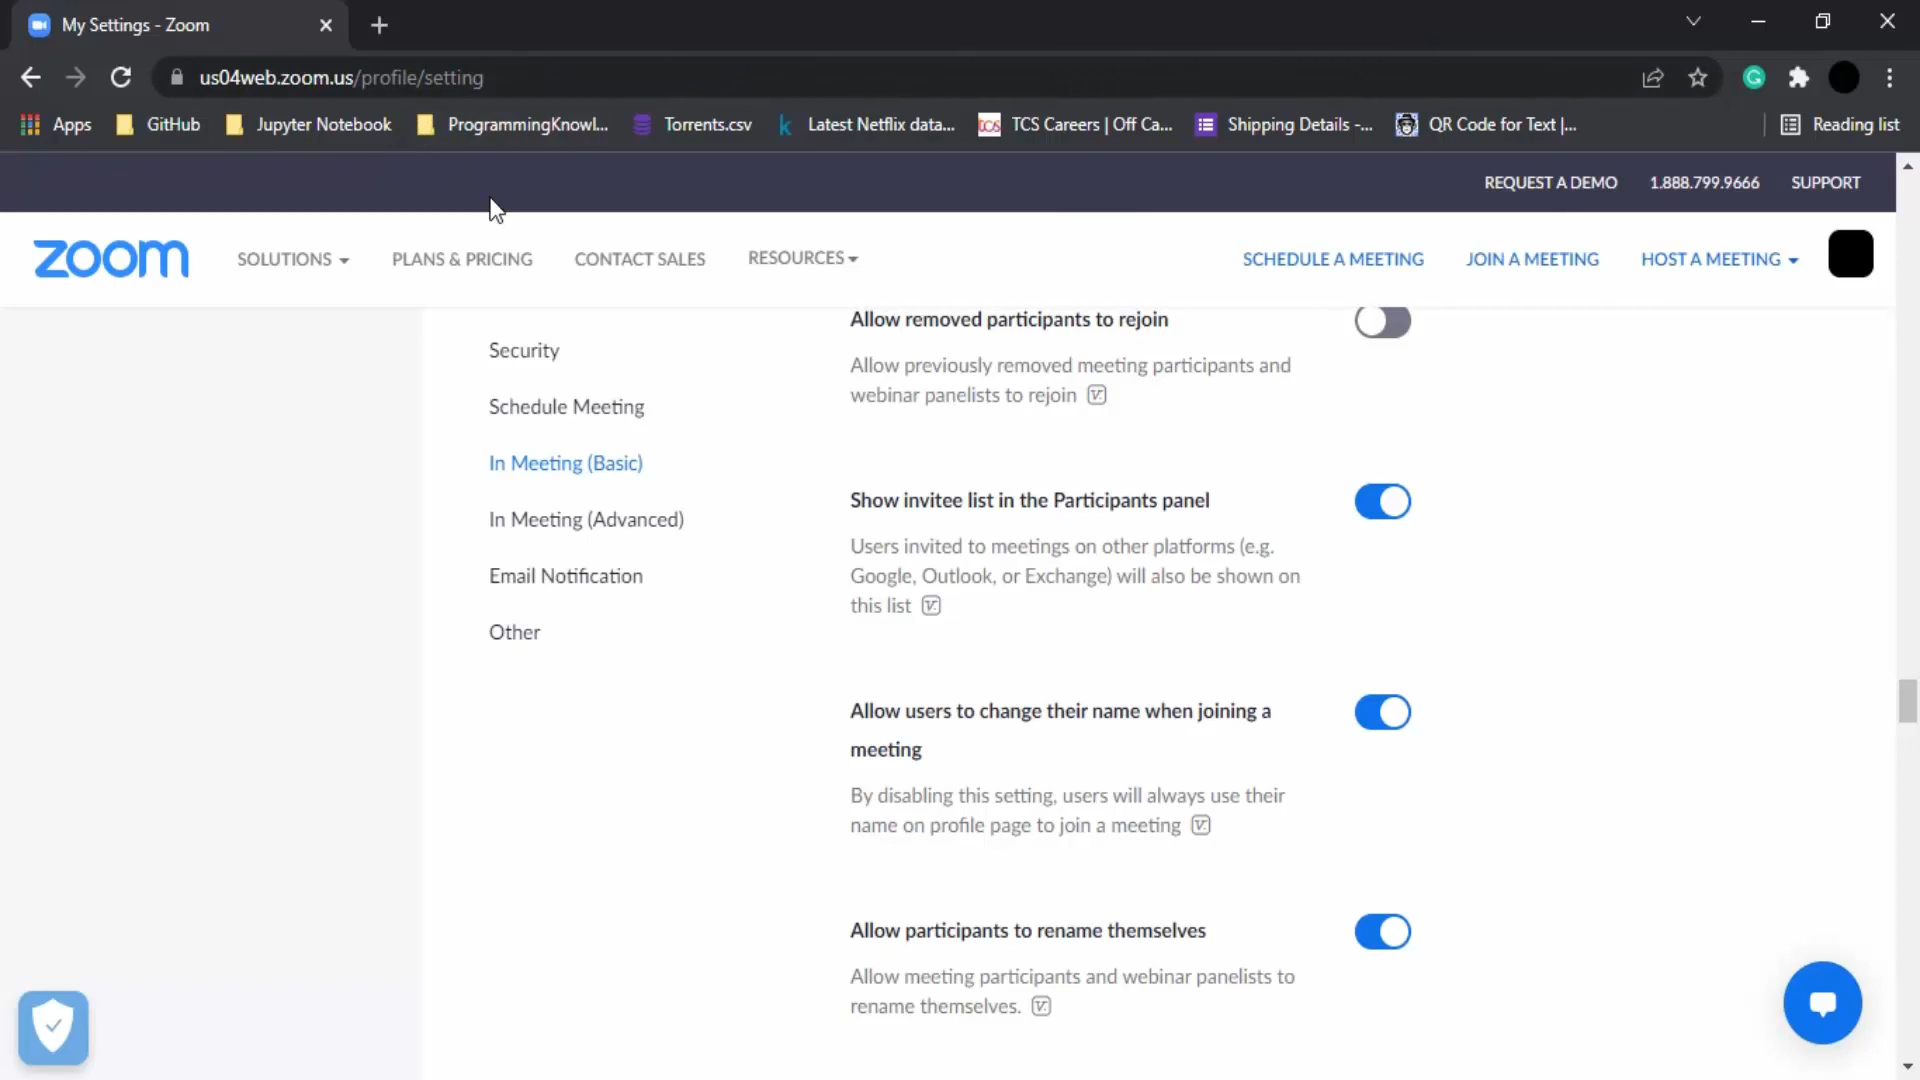 My Settings - Zoom
us04web.zoom.us/profile/setting
Apps GitHub Jupyter Notebook ProgrammingKnowl... Torrents.csv k Latest Netflix data... tcs TCS Careers | Off Ca... Shipping Details -... QR Code for Text |... Reading list
REQUEST A DEMO 1.888.799.9666 SUPPORT
zoom SOLUTIONS PLANS & PRICING CONTACT SALES RESOURCES SCHEDULE A MEETING JOIN A MEETING HOST A MEETING
Security
Schedule Meeting
In Meeting (Basic)
In Meeting (Advanced)
Email Notification
Other
Allow removed participants to rejoin
Allow previously removed meeting participants and
webinar panelists to rejoin
Show invitee list in the Participants panel
Users invited to meetings on other platforms (e.g.
Google, Outlook, or Exchange) will also be shown on
this list
Allow users to change their name when joining a
meeting
By disabling this setting, users will always use their
name on profile page to join a meeting
Allow participants to rename themselves
Allow meeting participants and webinar panelists to
rename themselves.